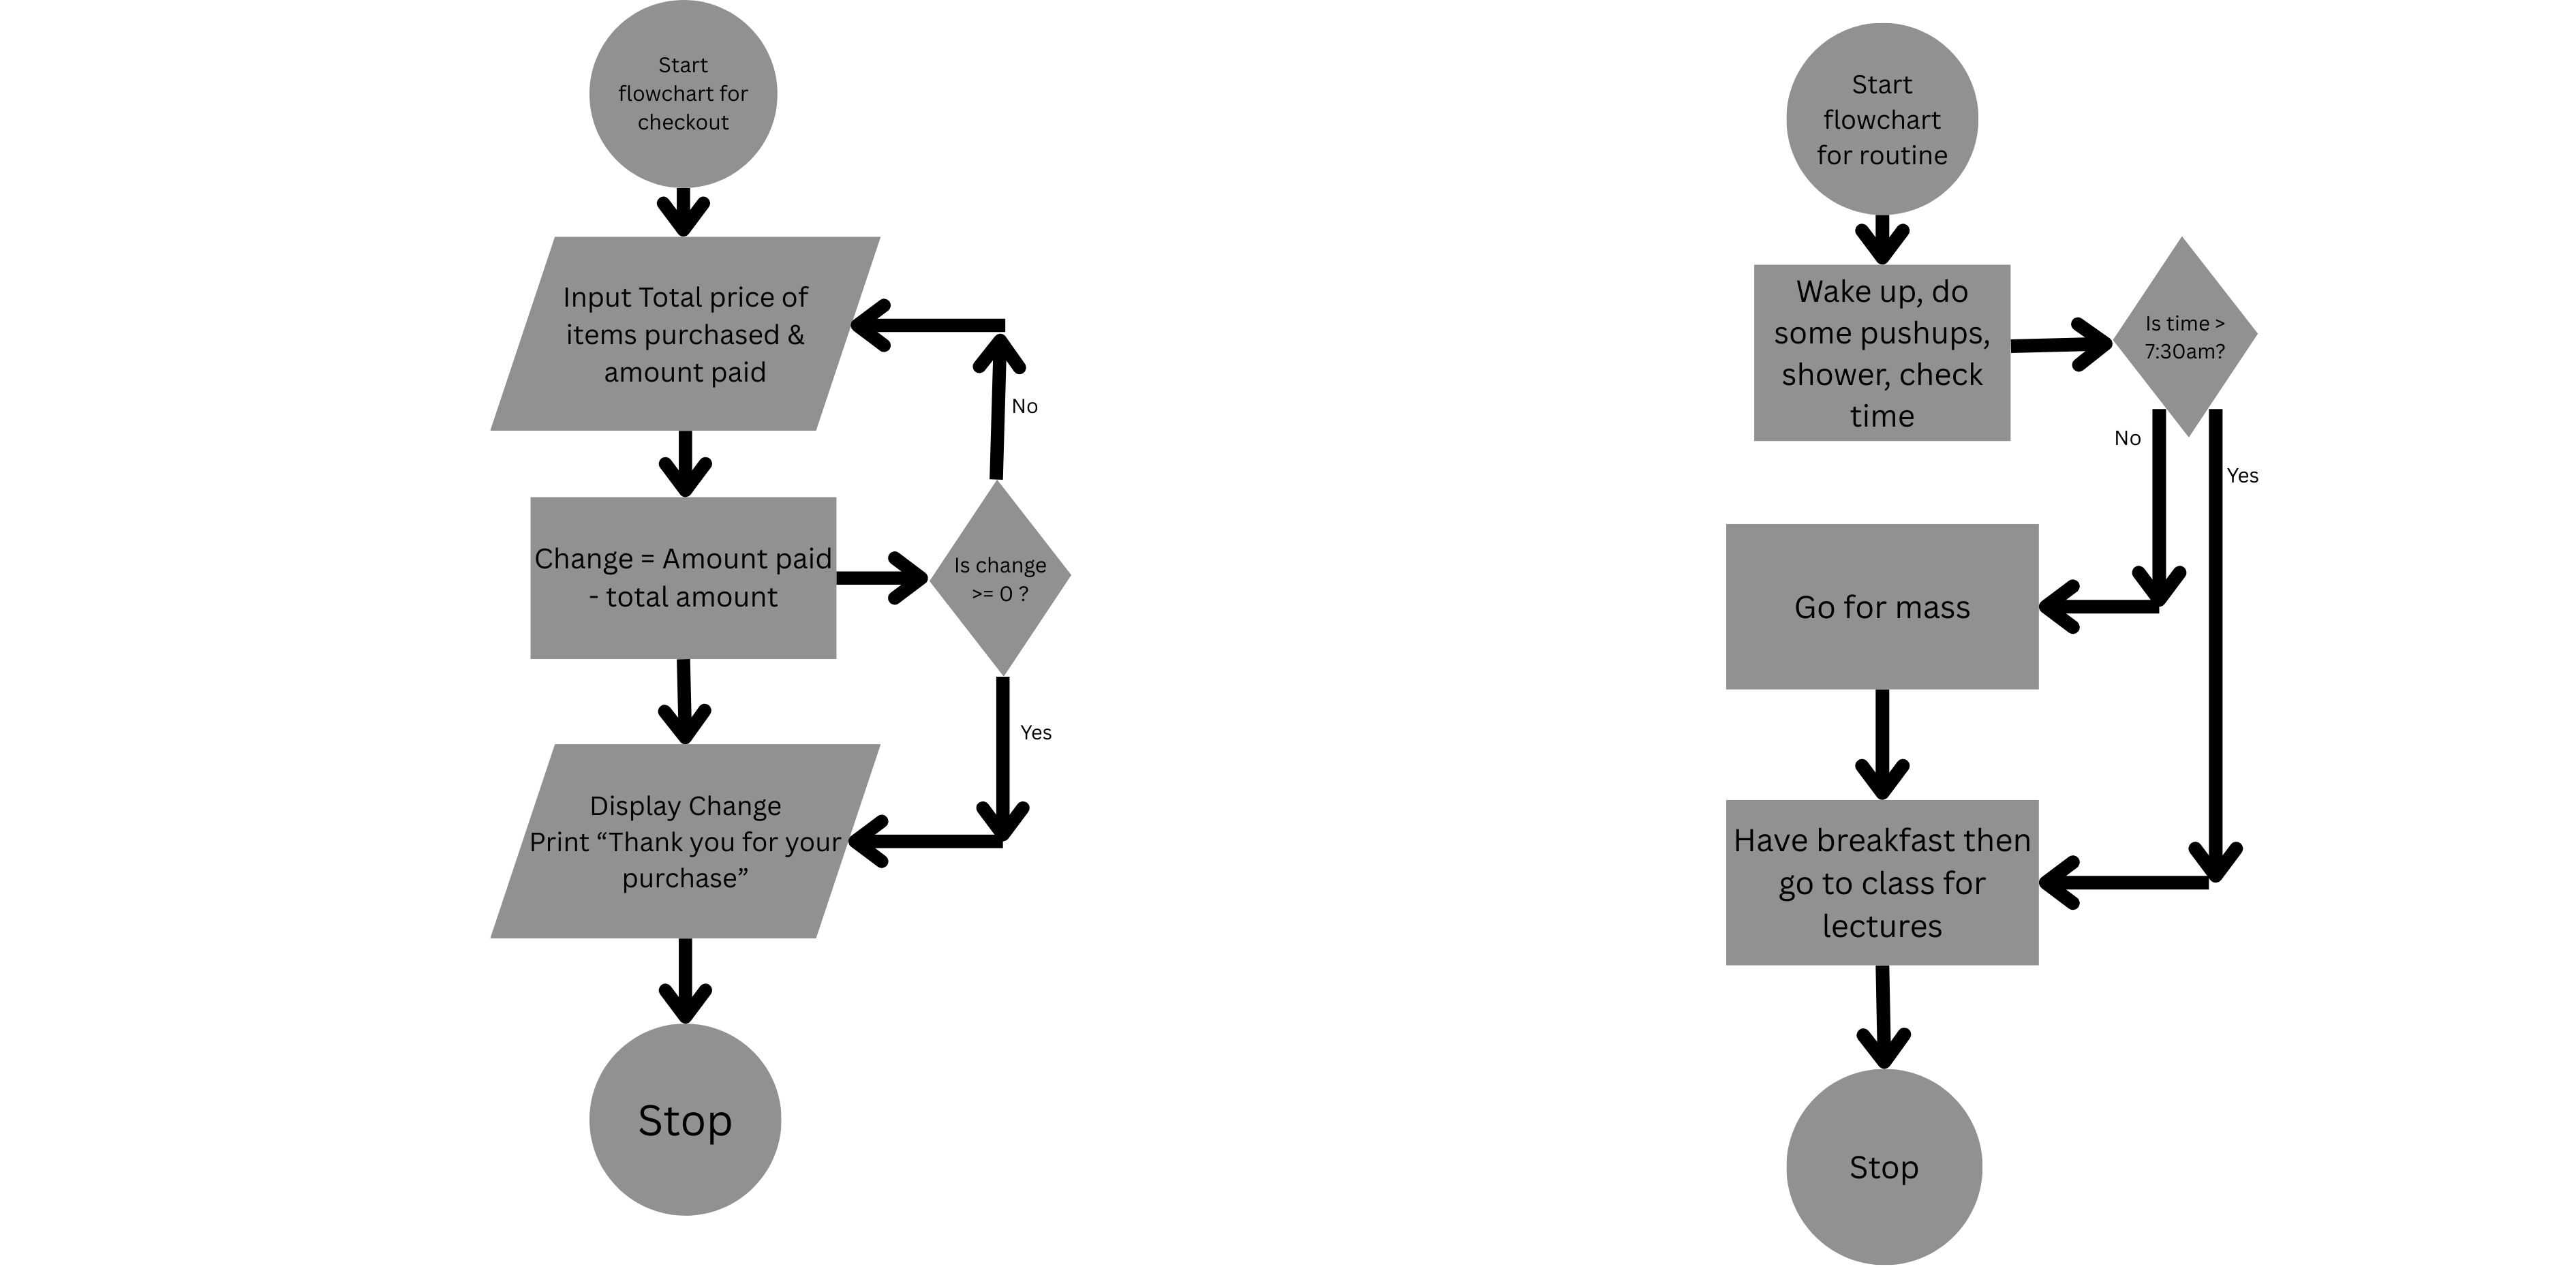 Start
flowchart for
checkout
Input Total price of
items purchased &
amount paid
No
Change = Amount paid
- total amount
Is change
>= 0 ?
Yes
Display Change
Print “Thank you for your
purchase”
Stop
Start
flowchart
for routine
Wake up, do
some pushups,
shower, check
time
Is time >
7:30am?
No
Yes
Go for mass
Have breakfast then
go to class for
lectures
Stop